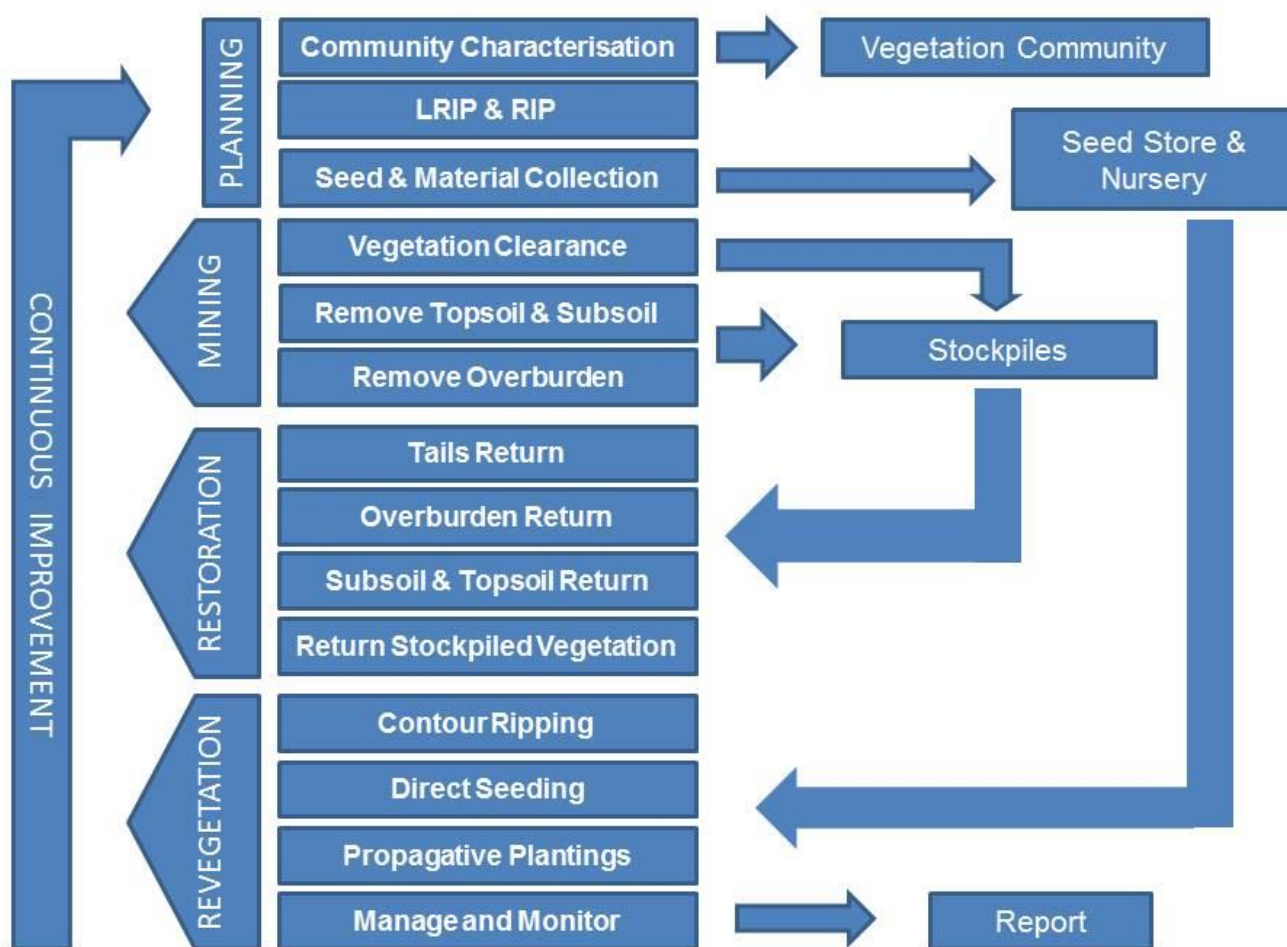 CONTINUOUS IMPROVEMENT
PLANNING
Community Characterisation
Vegetation Community
LRIP & RIP
Seed & Material Collection
Seed Store &
Nursery
MINING
Vegetation Clearance
Remove Topsoil & Subsoil
Stockpiles
Remove Overburden
RESTORATION
Tails Return
Overburden Return
Subsoil & Topsoil Return
Return Stockpiled Vegetation
REVEGETATION
Contour Ripping
Direct Seeding
Propagative Plantings
Manage and Monitor
Report